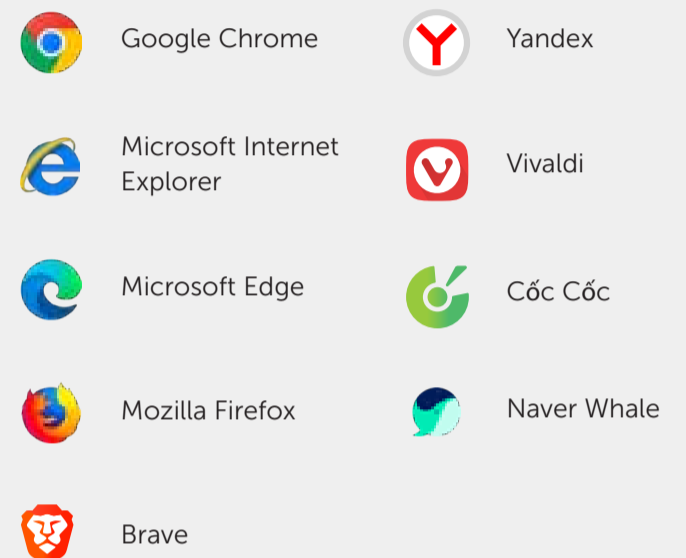 Google Chrome
Yandex
Microsoft Internet
Explorer
Vivaldi
Microsoft Edge
Cốc Cốc
Mozilla Firefox
Naver Whale
Brave